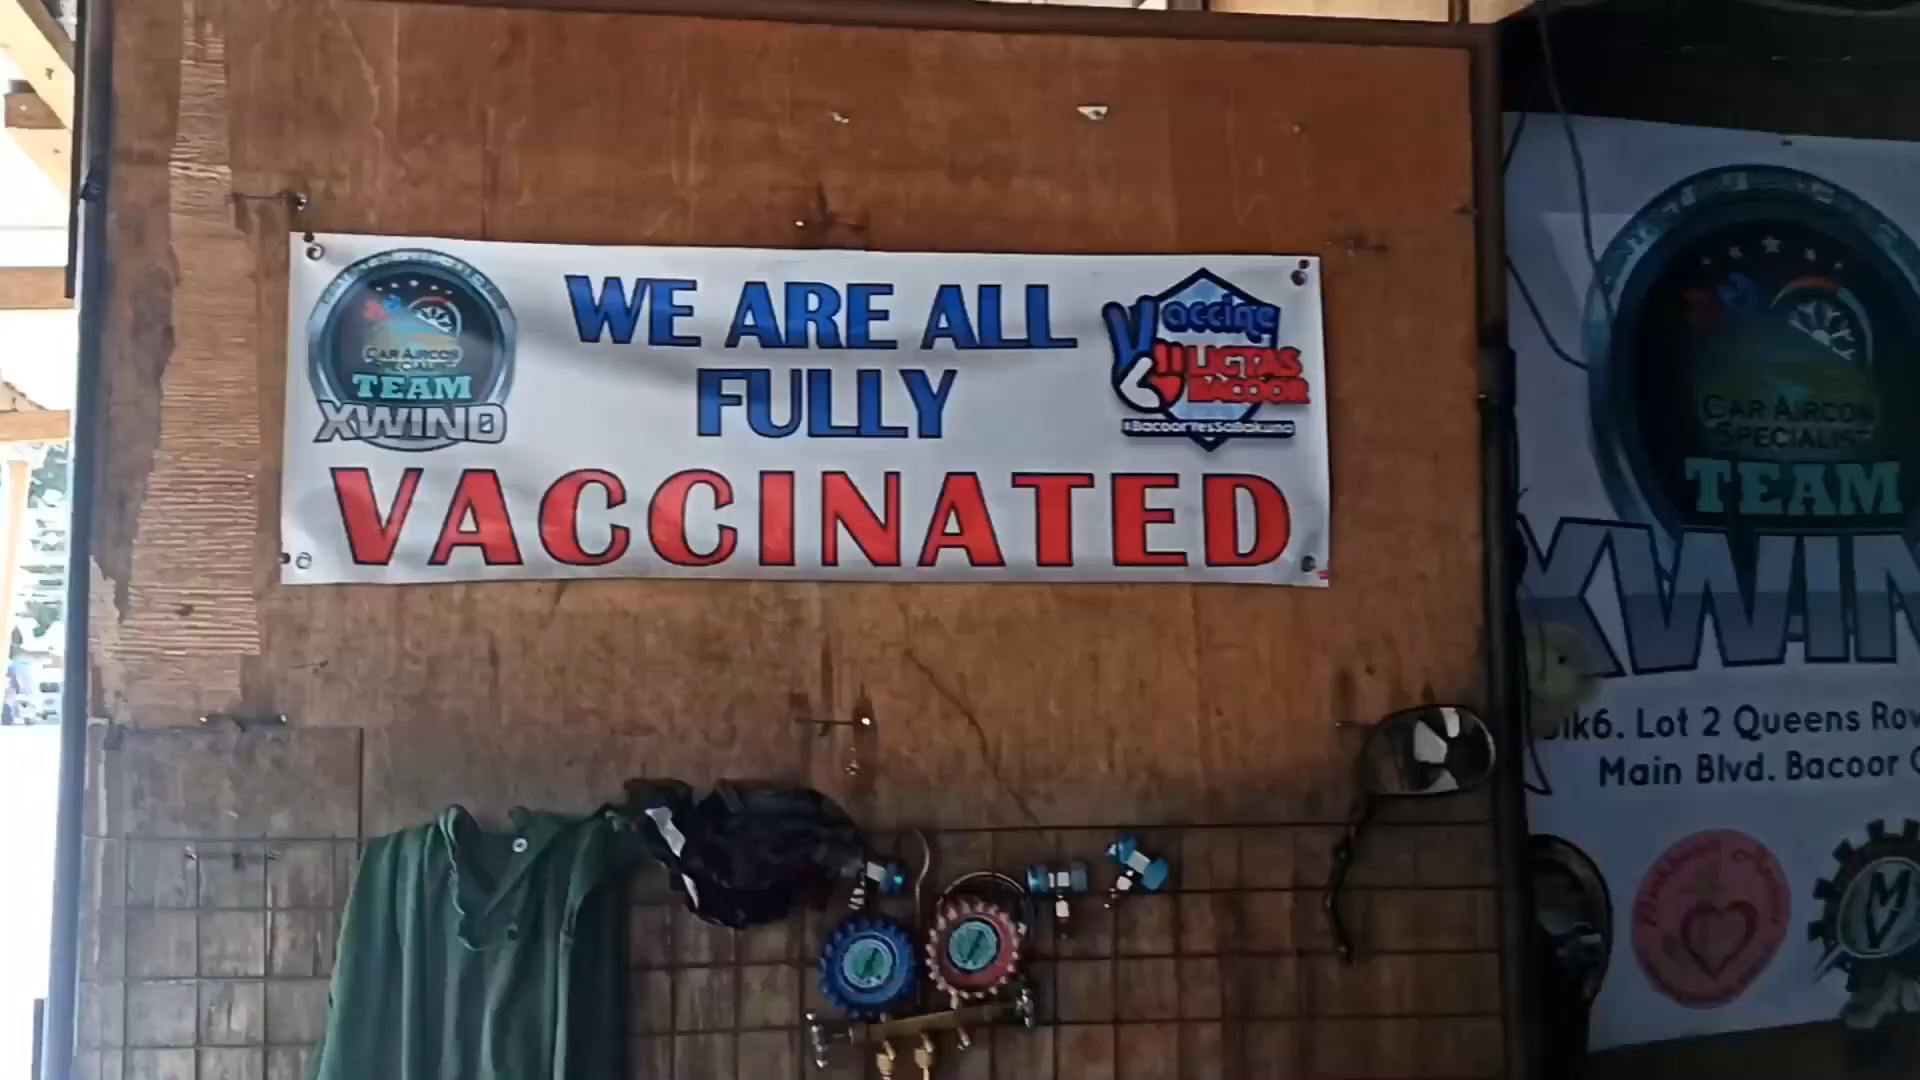 WE ARE ALL
FULLY
VACCINATED
CAR AIRCON
TEAM
XWIND
Vaccine
LIGTAS
BACOOR
#BacoorYesSaBakuna
CAR AIRCON
SPECIALIST
TEAM
XWIN
Blk6. Lot 2 Queens Row
Main Blvd. Bacoor C
MV